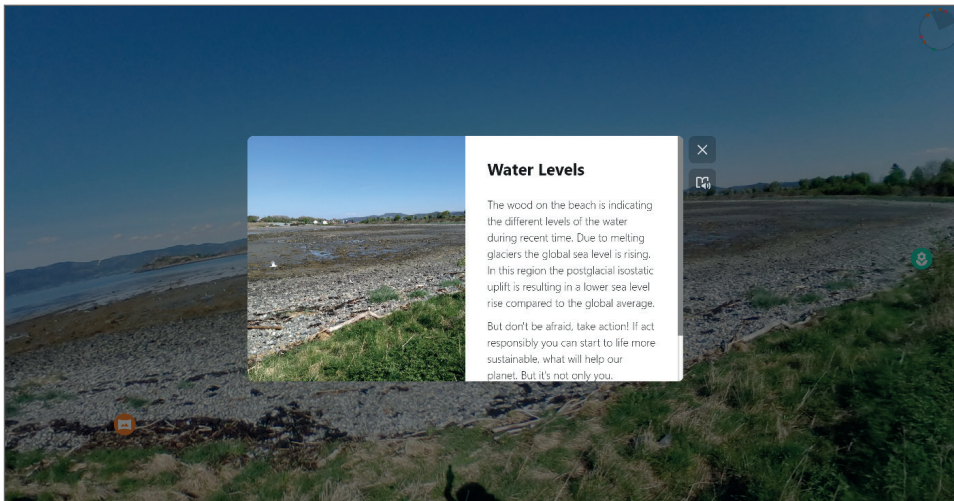 Water Levels
The wood on the beach is indicating
the different levels of the water
during recent time. Due to melting
glaciers the global sea level is rising.
In this region the postglacial isostatic
uplift is resulting in a lower sea level
rise compared to the global average.
But don't be afraid, take action! If act
responsibly you can start to life more
sustainable, what will help our
planet. But it's not only you.